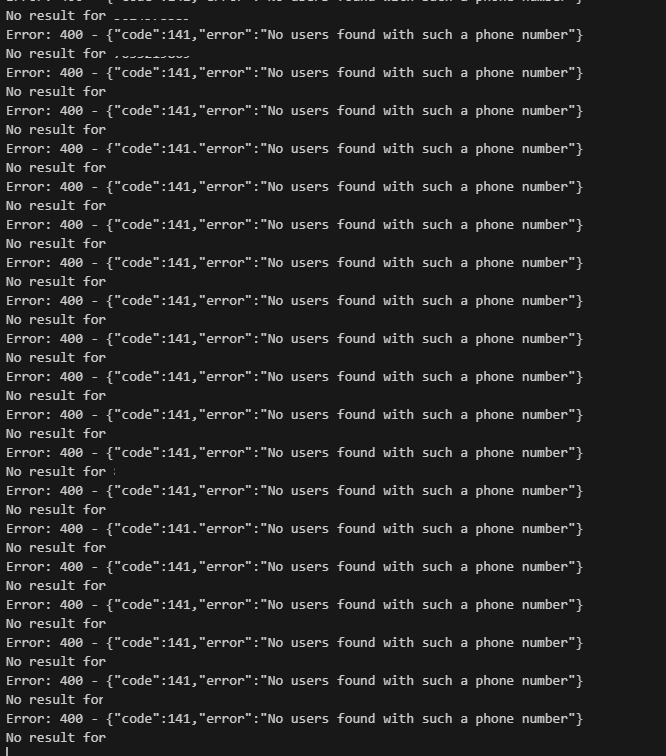 No result for
Error: 400 - {"code":141,"error":"No users found with such a phone number"}
No result for
Error: 400 - {"code":141,"error":"No users found with such a phone number"}
No result for
Error: 400 - {"code":141,"error":"No users found with such a phone number"}
No result for
Error: 400 - {"code":141."error":"No users found with such a phone number"}
No result for
Error: 400 - {"code":141,"error":"No users found with such a phone number"}
No result for
Error: 400 - {"code":141,"error":"No users found with such a phone number"}
No result for
Error: 400 - {"code":141,"error":"No users found with such a phone number"}
No result for
Error: 400 - {"code":141,"error":"No users found with such a phone number"}
No result for
Error: 400 - {"code":141,"error":"No users found with such a phone number"}
No result for
Error: 400 - {"code":141,"error":"No users found with such a phone number"}
No result for
Error: 400 - {"code":141,"error":"No users found with such a phone number"}
No result for
Error: 400 - {"code":141,"error":"No users found with such a phone number"}
No result for
Error: 400 - {"code":141,"error":"No users found with such a phone number"}
No result for
Error: 400 - {"code":141."error":"No users found with such a phone number"}
No result for
Error: 400 - {"code":141,"error":"No users found with such a phone number"}
No result for
Error: 400 - {"code":141,"error":"No users found with such a phone number"}
No result for
Error: 400 - {"code":141,"error":"No users found with such a phone number"}
No result for
Error: 400 - {"code":141,"error":"No users found with such a phone number"}
No result for
Error: 400 - {"code":141,"error":"No users found with such a phone number"}
No result for